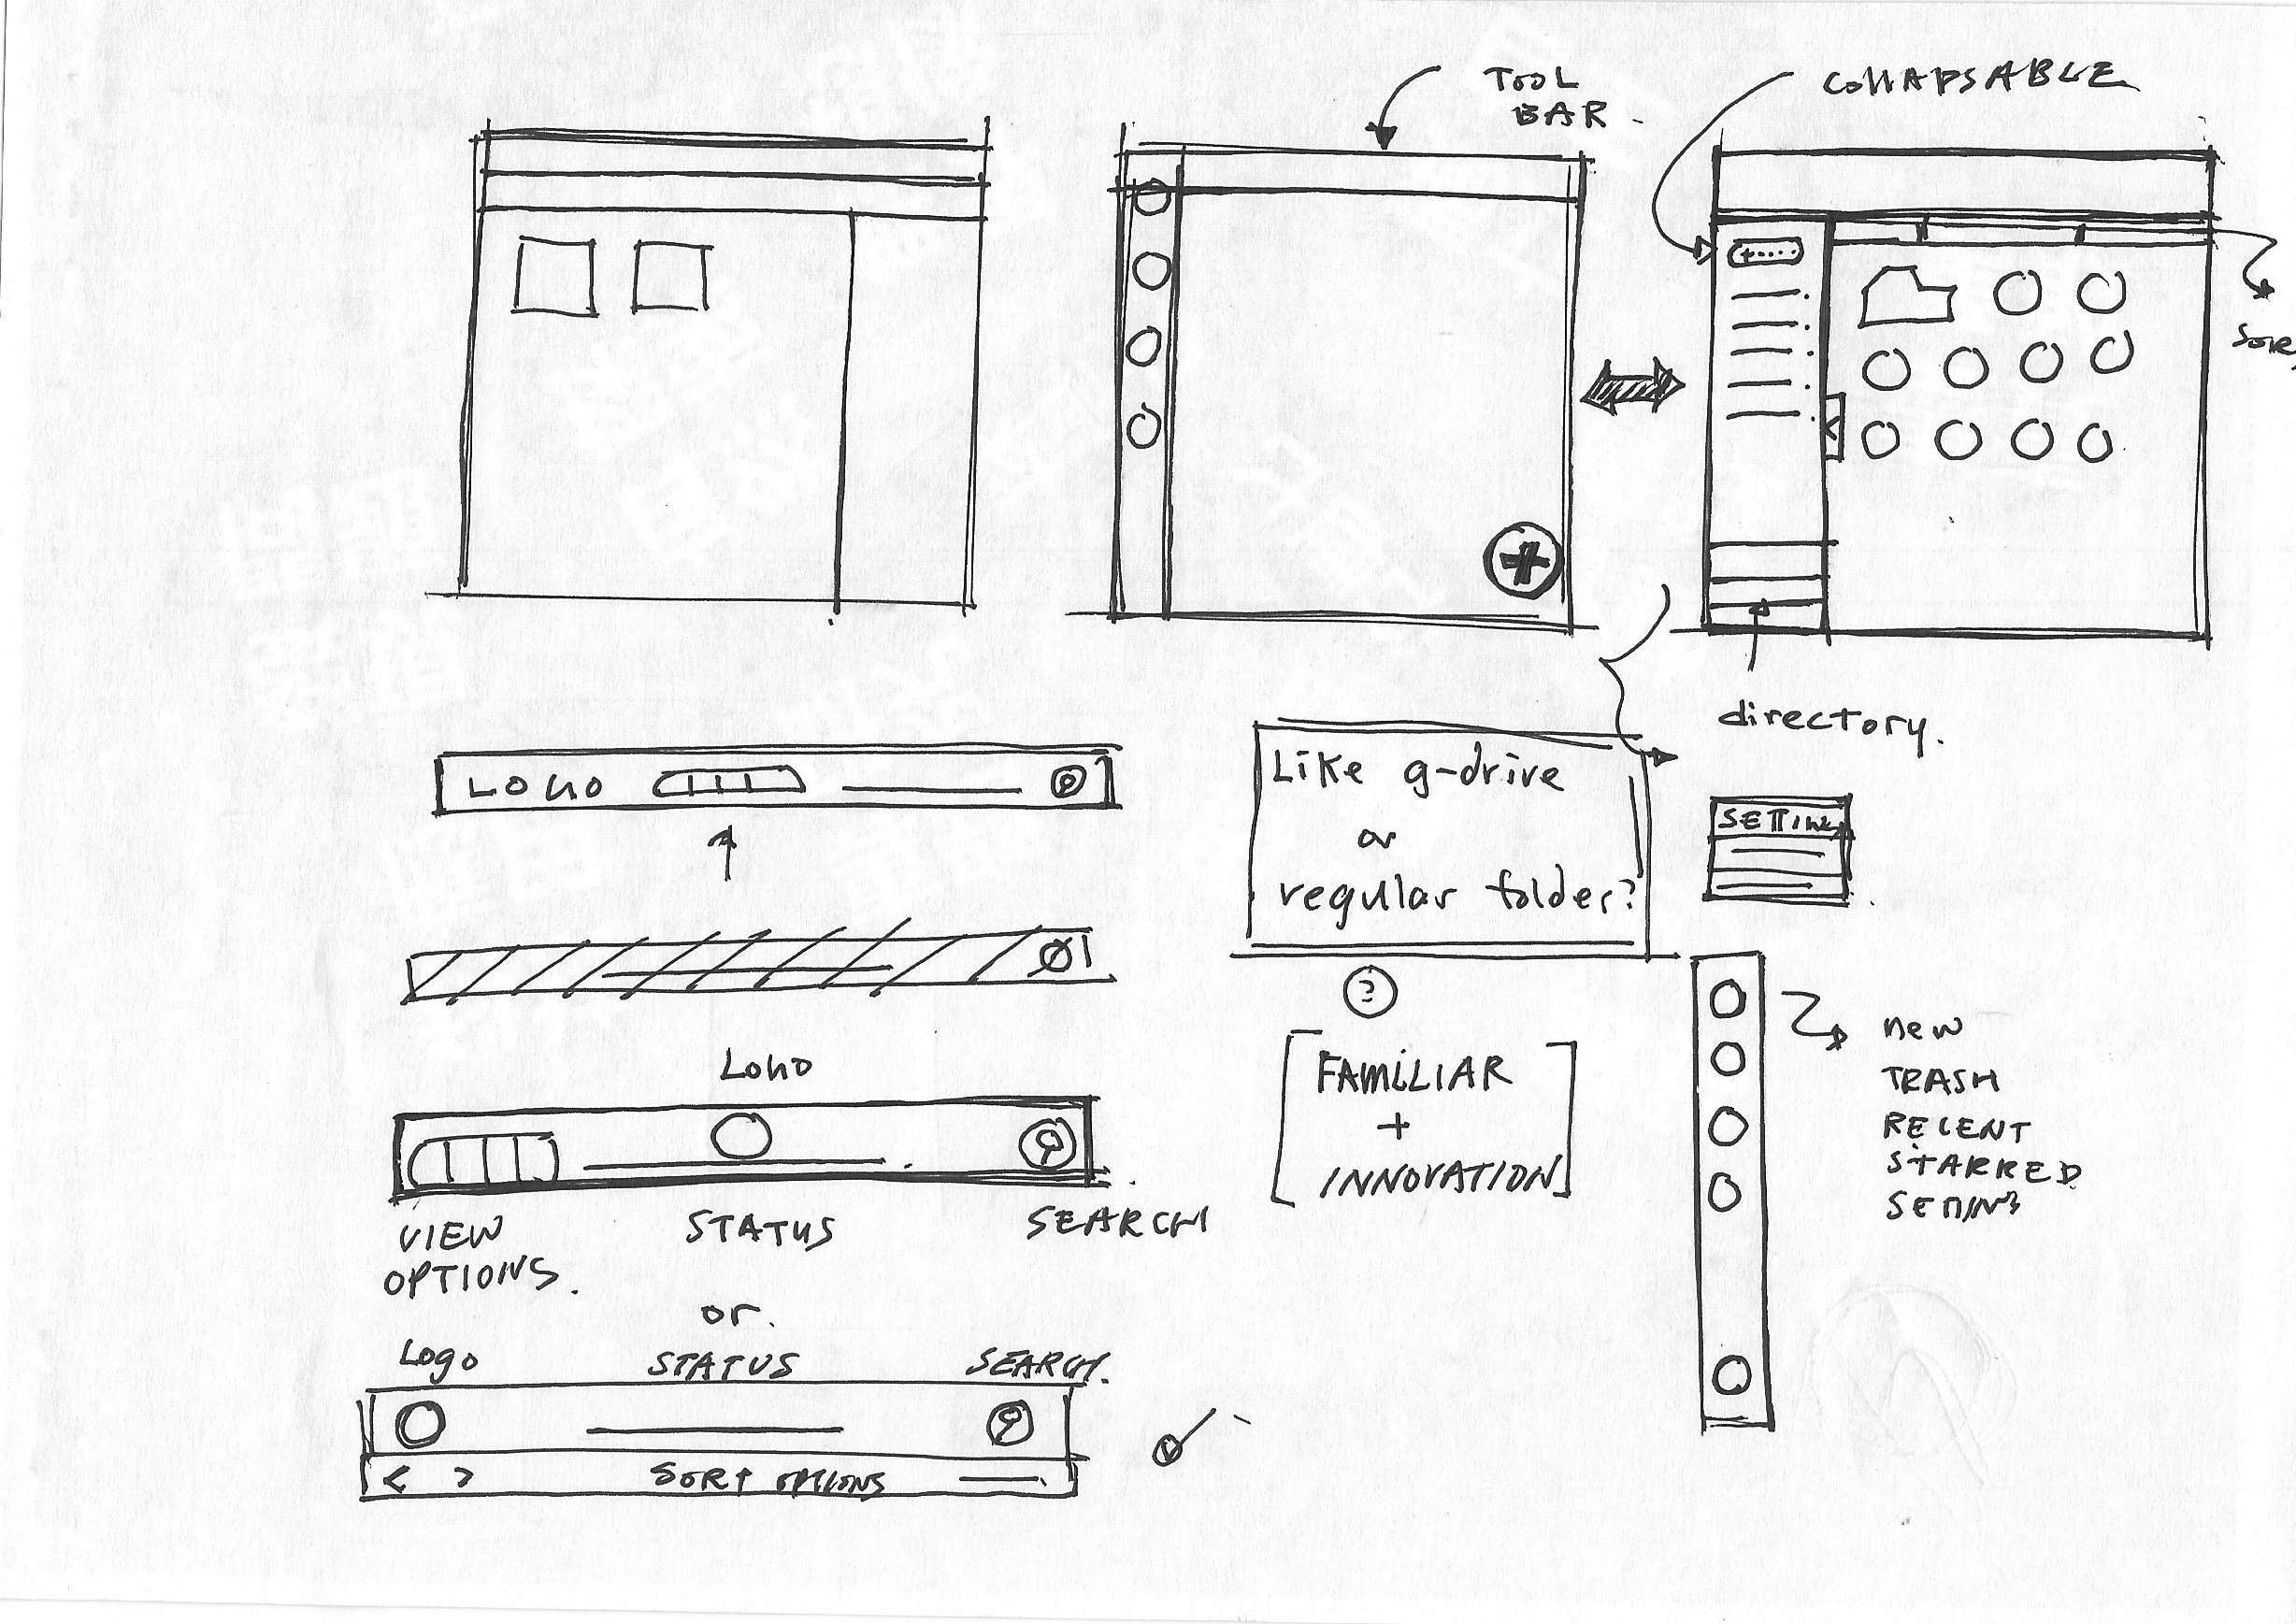 TOOL
BAR.
COLLAPSABLE
directory.
LOGO
Like g-drive
or
regular folder?
SETTING
?
FAMILIAR
+
INNOVATION
new
TRASH
RECENT
STARRED
SETTING
LOGO
VIEW
OPTIONS.
STATUS
SEARCH
or.
Logo
STATUS
SEARCH.
< >
SORT OPTIONS